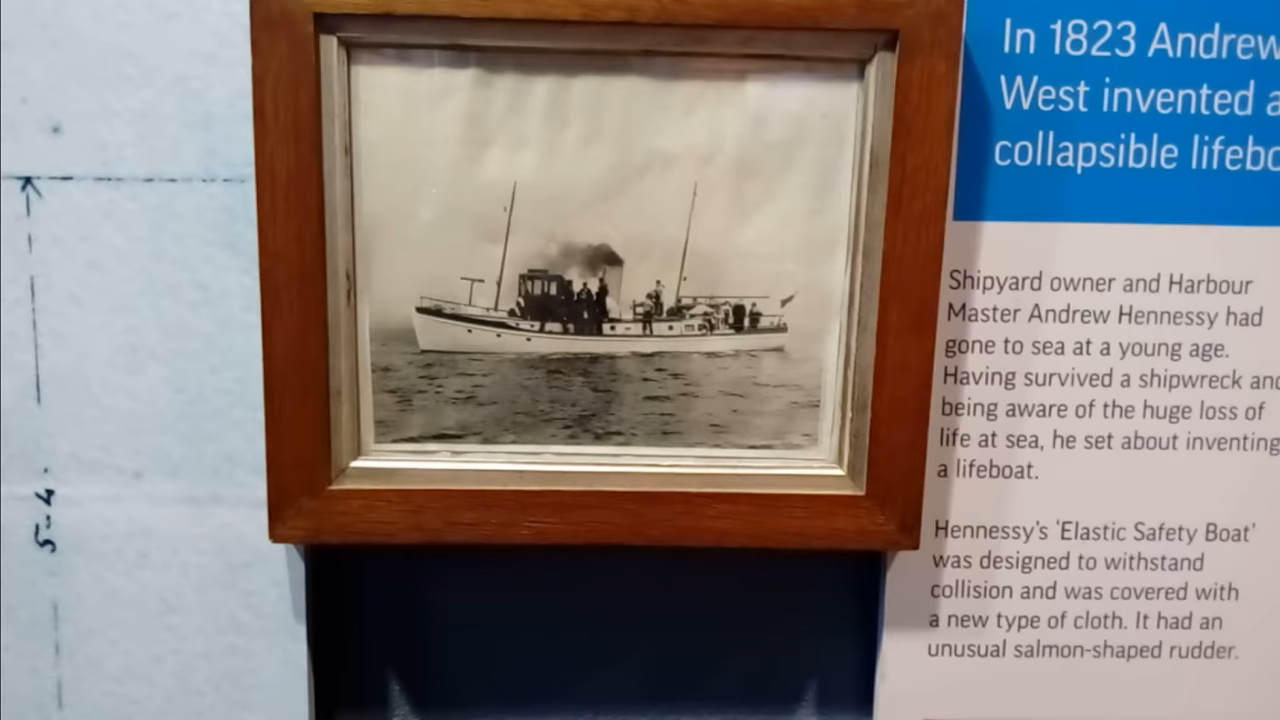 5-4.
In 1823 Andrew
West invented a
collapsible lifebo
Shipyard owner and Harbour
Master Andrew Hennessy had
gone to sea at a young age.
Having survived a shipwreck and
being aware of the huge loss of
life at sea, he set about inventing
a lifeboat.
Hennessy's 'Elastic Safety Boat'
was designed to withstand
collision and was covered with
a new type of cloth. It had an
unusual salmon-shaped rudder.